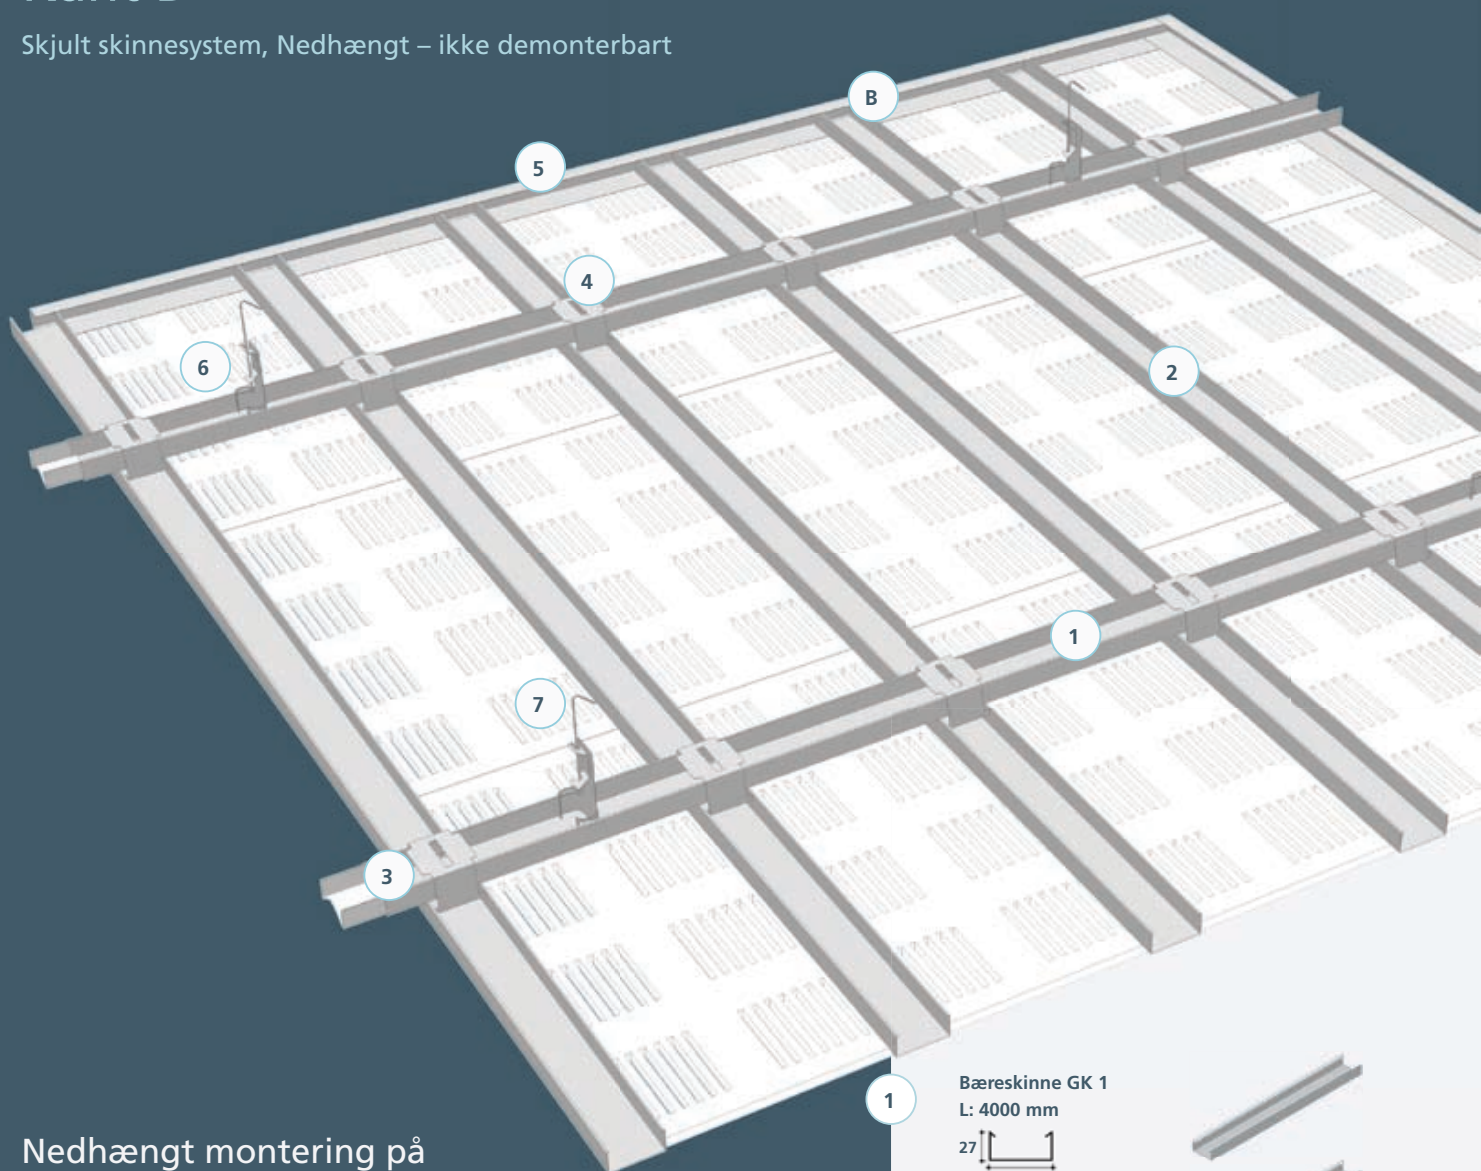 Skjult skinnesystem, Nedhængt – ikke demonterbart
B
5
4
6
2
1
7
3
1
Bæreskinne GK 1
L: 4000 mm
27
Nedhængt montering på